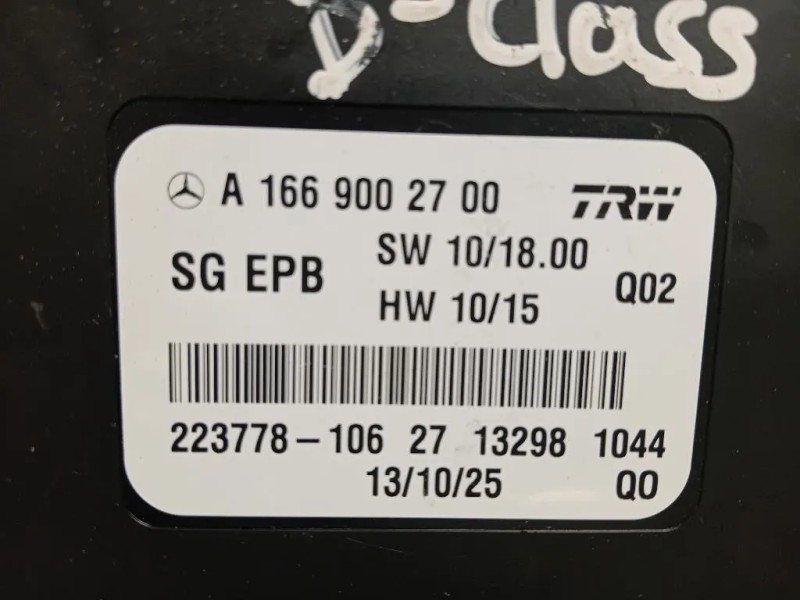 B-Class
A 166 900 27 00 TRW
SG EPB SW 10/18.00
HW 10/15 Q02
223778-106 27 13298 1044
13/10/25 QO